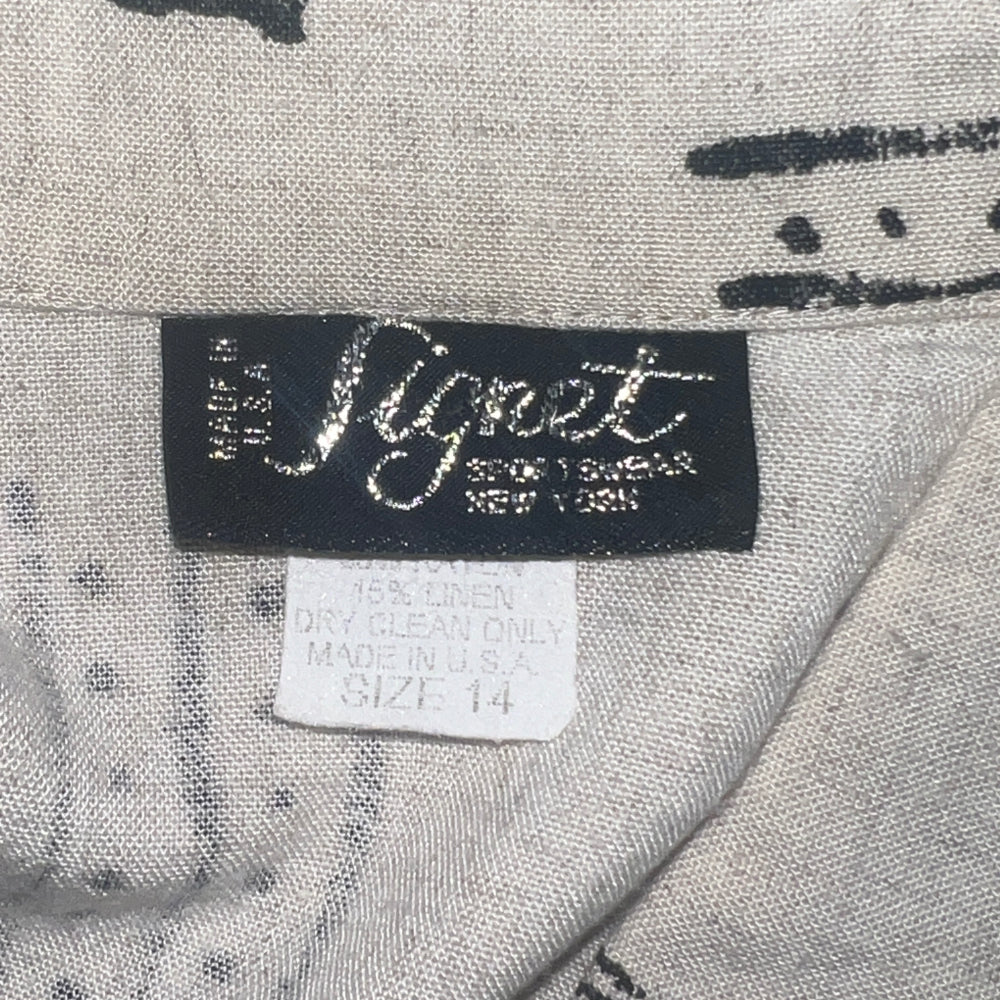 MADE IN
U.S.A.
Signet
SPORTSWEAR
NEW YORK
15% LINEN
DRY CLEAN ONLY
MADE IN U.S.A.
SIZE 14